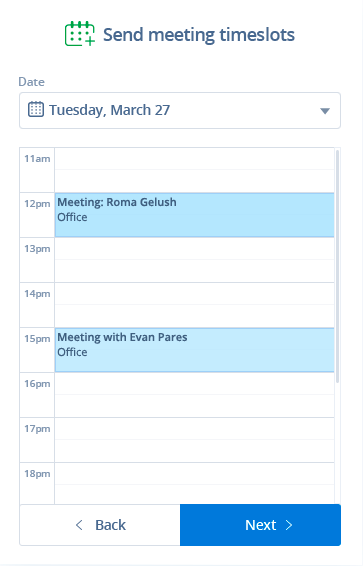 Send meeting timeslots
Date
Tuesday, March 27
11am
12pm
Meeting: Roma Gelush
Office
13pm
14pm
15pm
Meeting with Evan Pares
Office
16pm
17pm
18pm
Back
Next